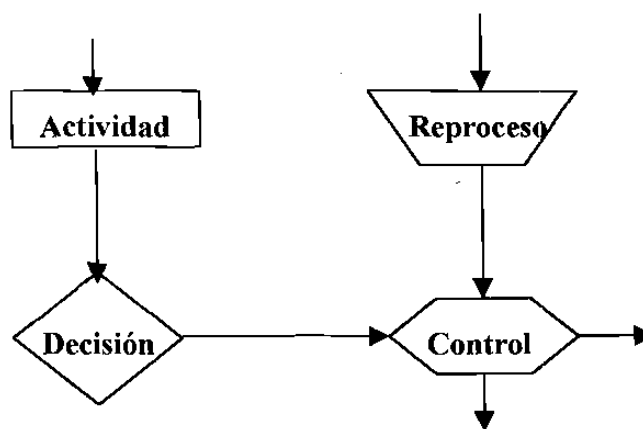 Actividad
Reproceso
Decisión
Control